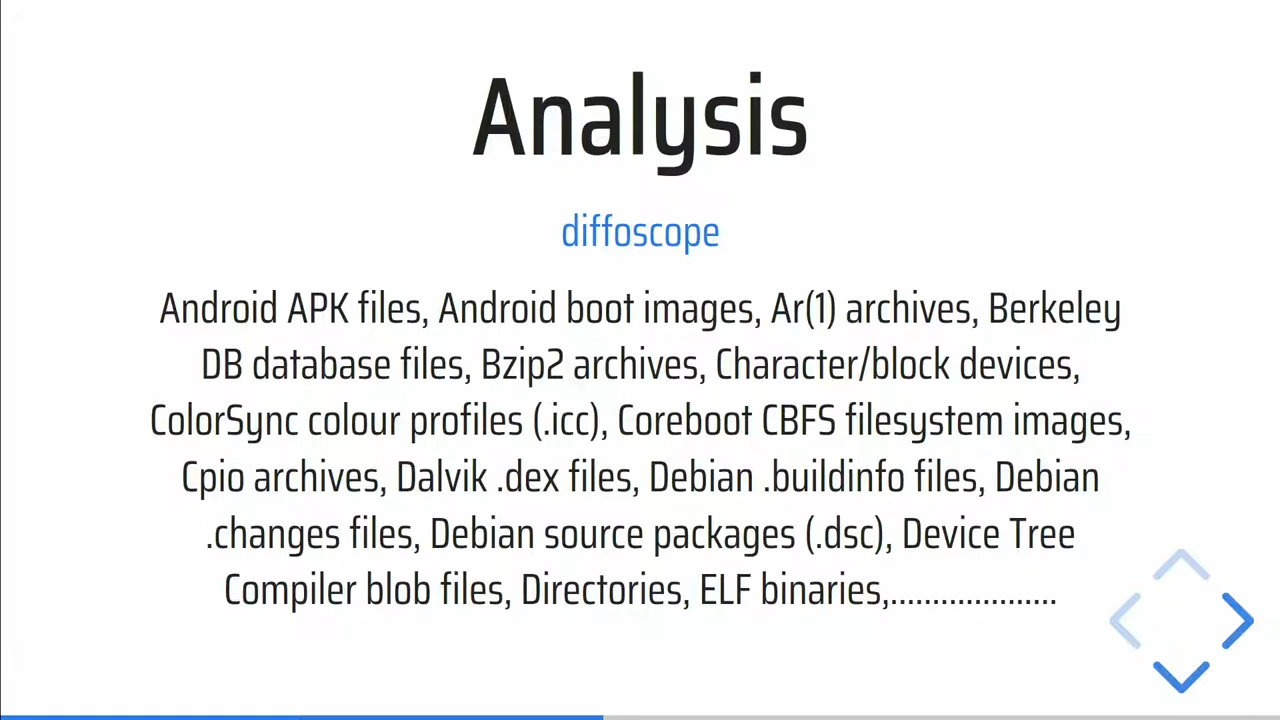 Analysis
diffoscope
Android APK files, Android boot images, Ar(1) archives, Berkeley
DB database files, Bzip2 archives, Character/block devices,
ColorSync colour profiles (.icc), Coreboot CBFS filesystem images,
Cpio archives, Dalvik .dex files, Debian .buildinfo files, Debian
.changes files, Debian source packages (.dsc), Device Tree
Compiler blob files, Directories, ELF binaries,....................